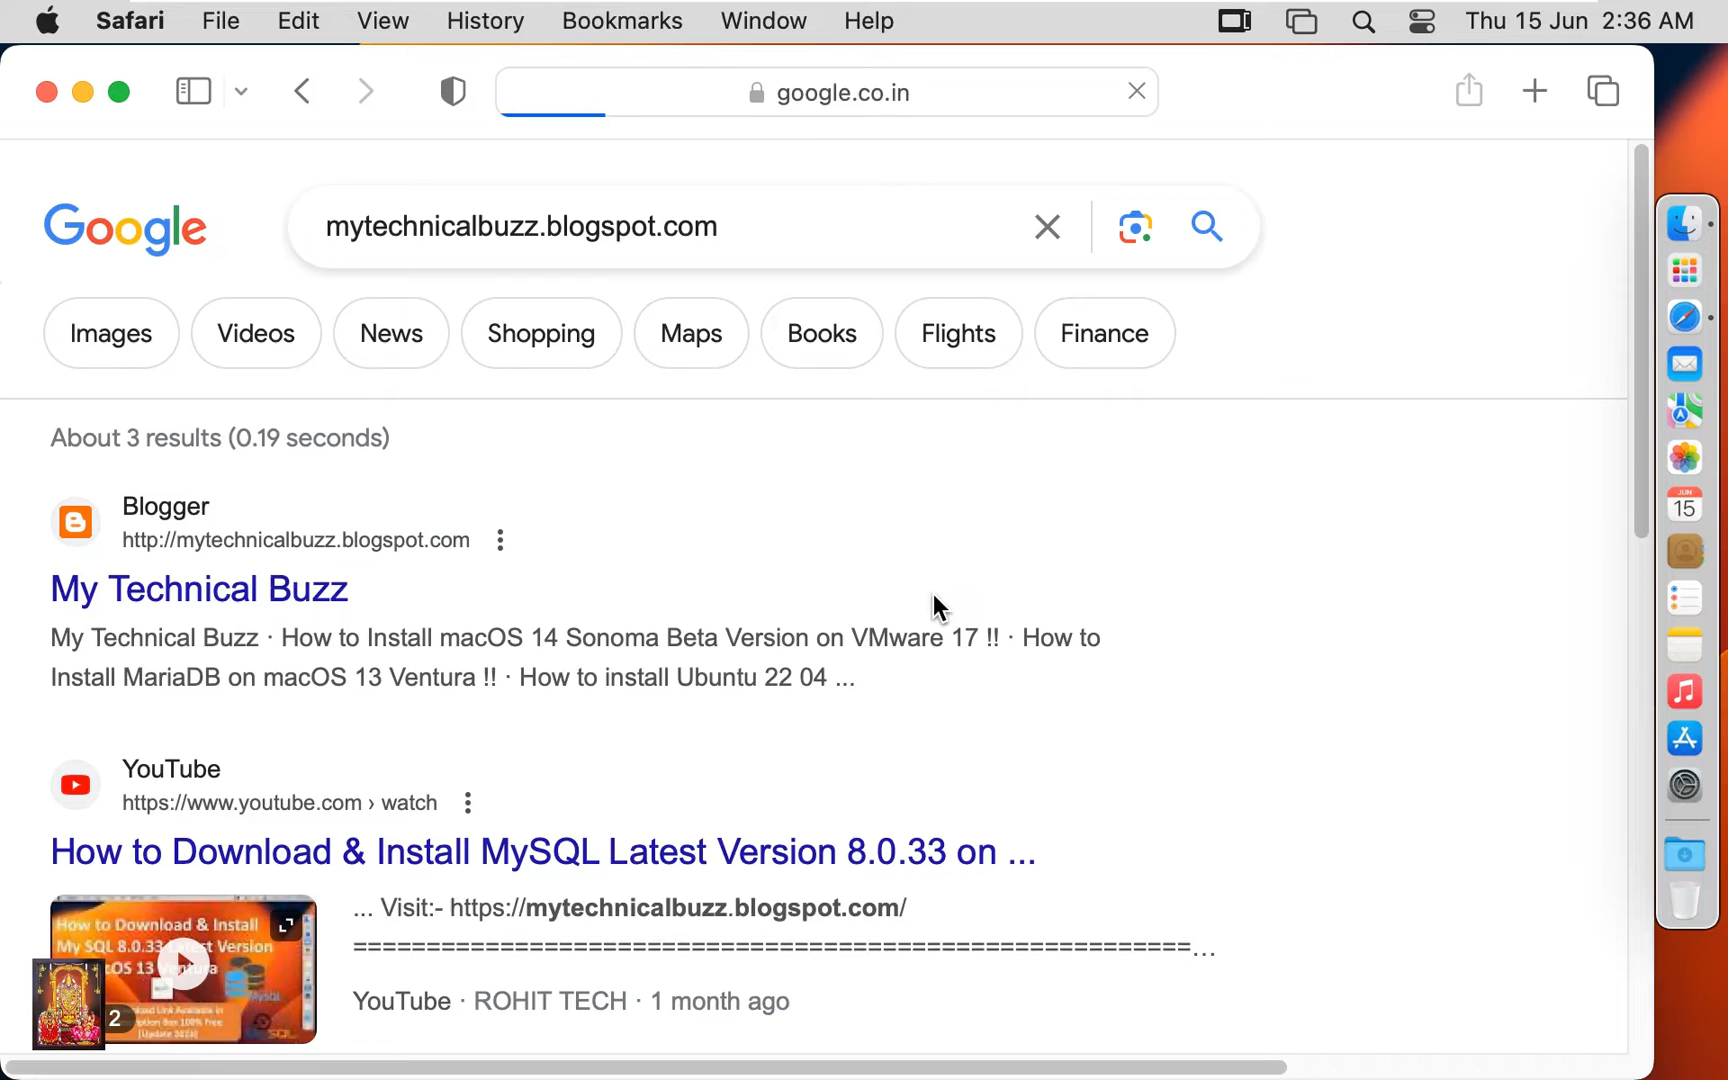 Safari File Edit View History Bookmarks Window Help Thu 15 Jun 2:36 AM
google.co.in
Google mytechnicalbuzz.blogspot.com
Images Videos News Shopping Maps Books Flights Finance
About 3 results (0.19 seconds)
Blogger
http://mytechnicalbuzz.blogspot.com
My Technical Buzz
My Technical Buzz · How to Install macOS 14 Sonoma Beta Version on VMware 17 !! · How to
Install MariaDB on macOS 13 Ventura !! · How to install Ubuntu 22 04 ...
YouTube
https://www.youtube.com › watch
How to Download & Install MySQL Latest Version 8.0.33 on ...
... Visit:- https://mytechnicalbuzz.blogspot.com/
=========================================================...
YouTube · ROHIT TECH · 1 month ago
How to Download & Install
My SQL 8.0.33 Latest Version
OS 13 Ventura
2
JUN
15